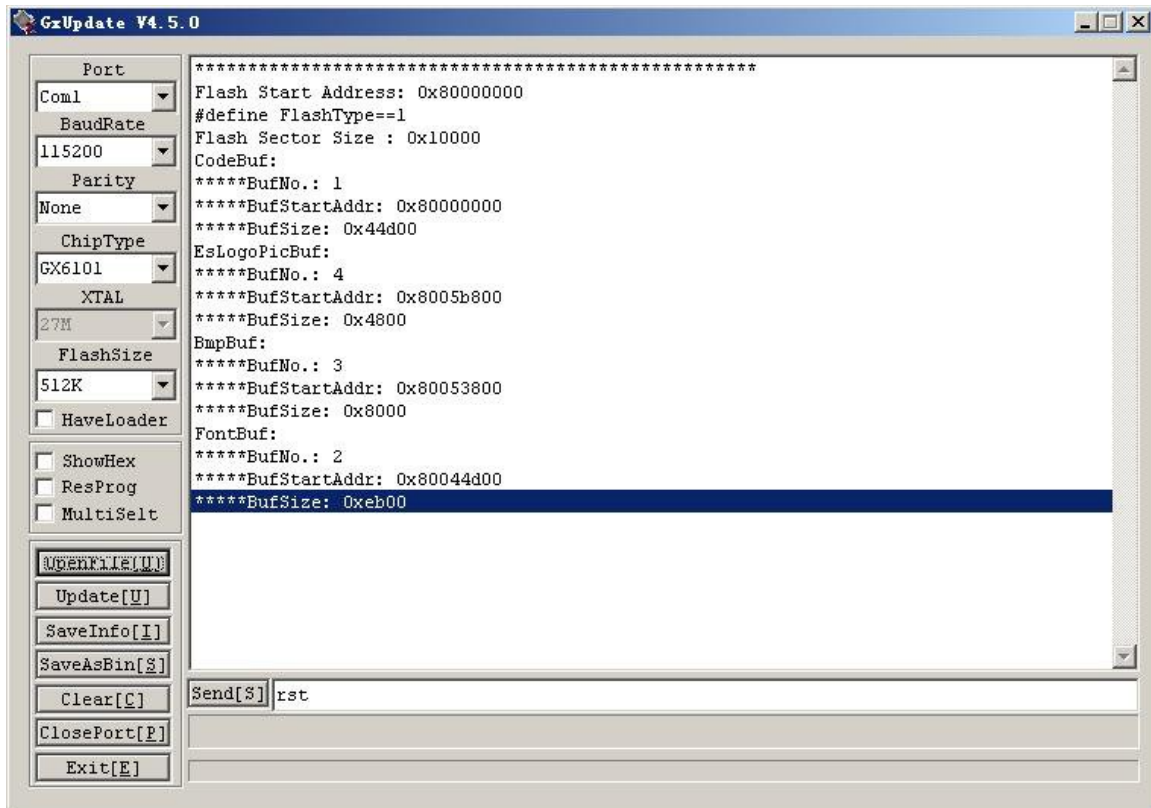 GxUpdate V4.5.0
Port
Com1
BaudRate
115200
Parity
None
ChipType
GX6101
XTAL
27M
FlashSize
512K
HaveLoader
ShowHex
ResProg
MultiSelt
OpenFile[U]
Update[U]
SaveInfo[I]
SaveAsBin[S]
Clear[C]
ClosePort[P]
Exit[E]
******************************************************
Flash Start Address: 0x80000000
#define FlashType==1
Flash Sector Size : 0x10000
CodeBuf:
*****BufNo.: 1
*****BufStartAddr: 0x80000000
*****BufSize: 0x44d00
EsLogoPicBuf:
*****BufNo.: 4
*****BufStartAddr: 0x8005b800
*****BufSize: 0x4800
BmpBuf:
*****BufNo.: 3
*****BufStartAddr: 0x80053800
*****BufSize: 0x8000
FontBuf:
*****BufNo.: 2
*****BufStartAddr: 0x80044d00
*****BufSize: 0xeb00
Send[S] rst